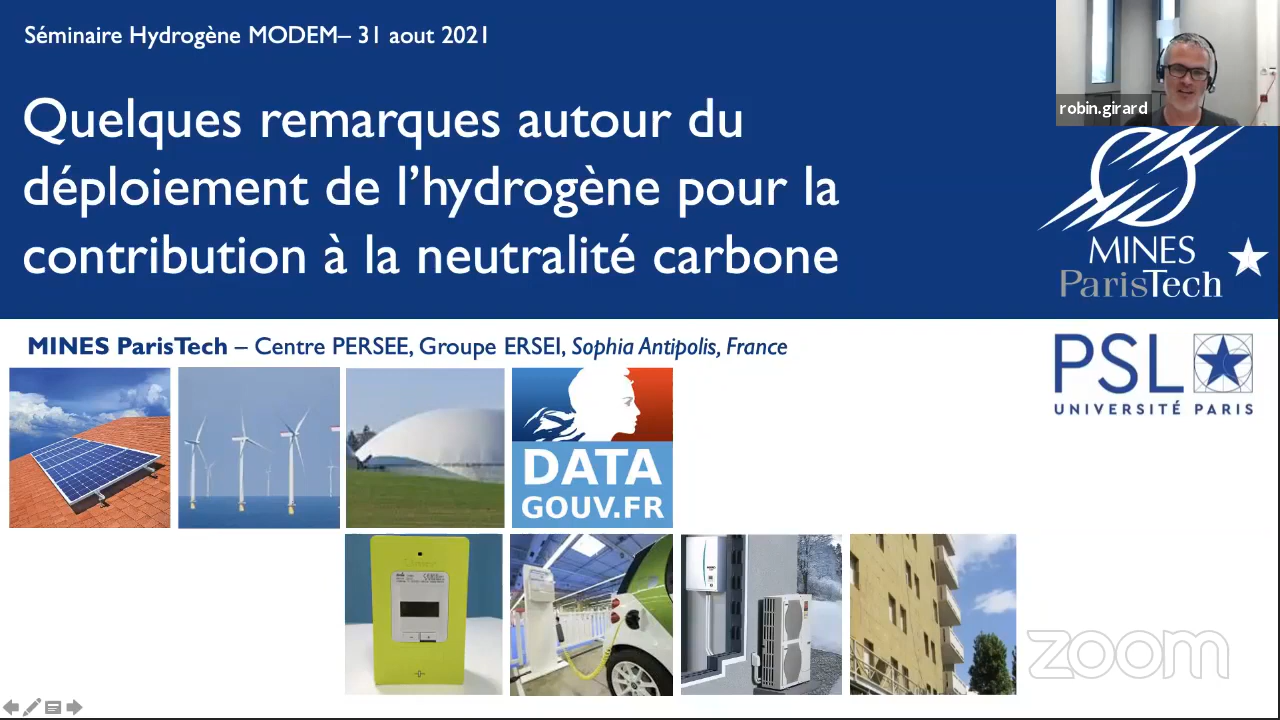 Séminaire Hydrogène MODEM– 31 aout 2021
robin.girard
Quelques remarques autour du
déploiement de l'hydrogène pour la
contribution à la neutralité carbone
MINES
ParisTech
MINES ParisTech – Centre PERSEE, Groupe ERSEI, Sophia Antipolis, France
PSL
UNIVERSITÉ PARIS
DATA
GOUV.FR
zoom